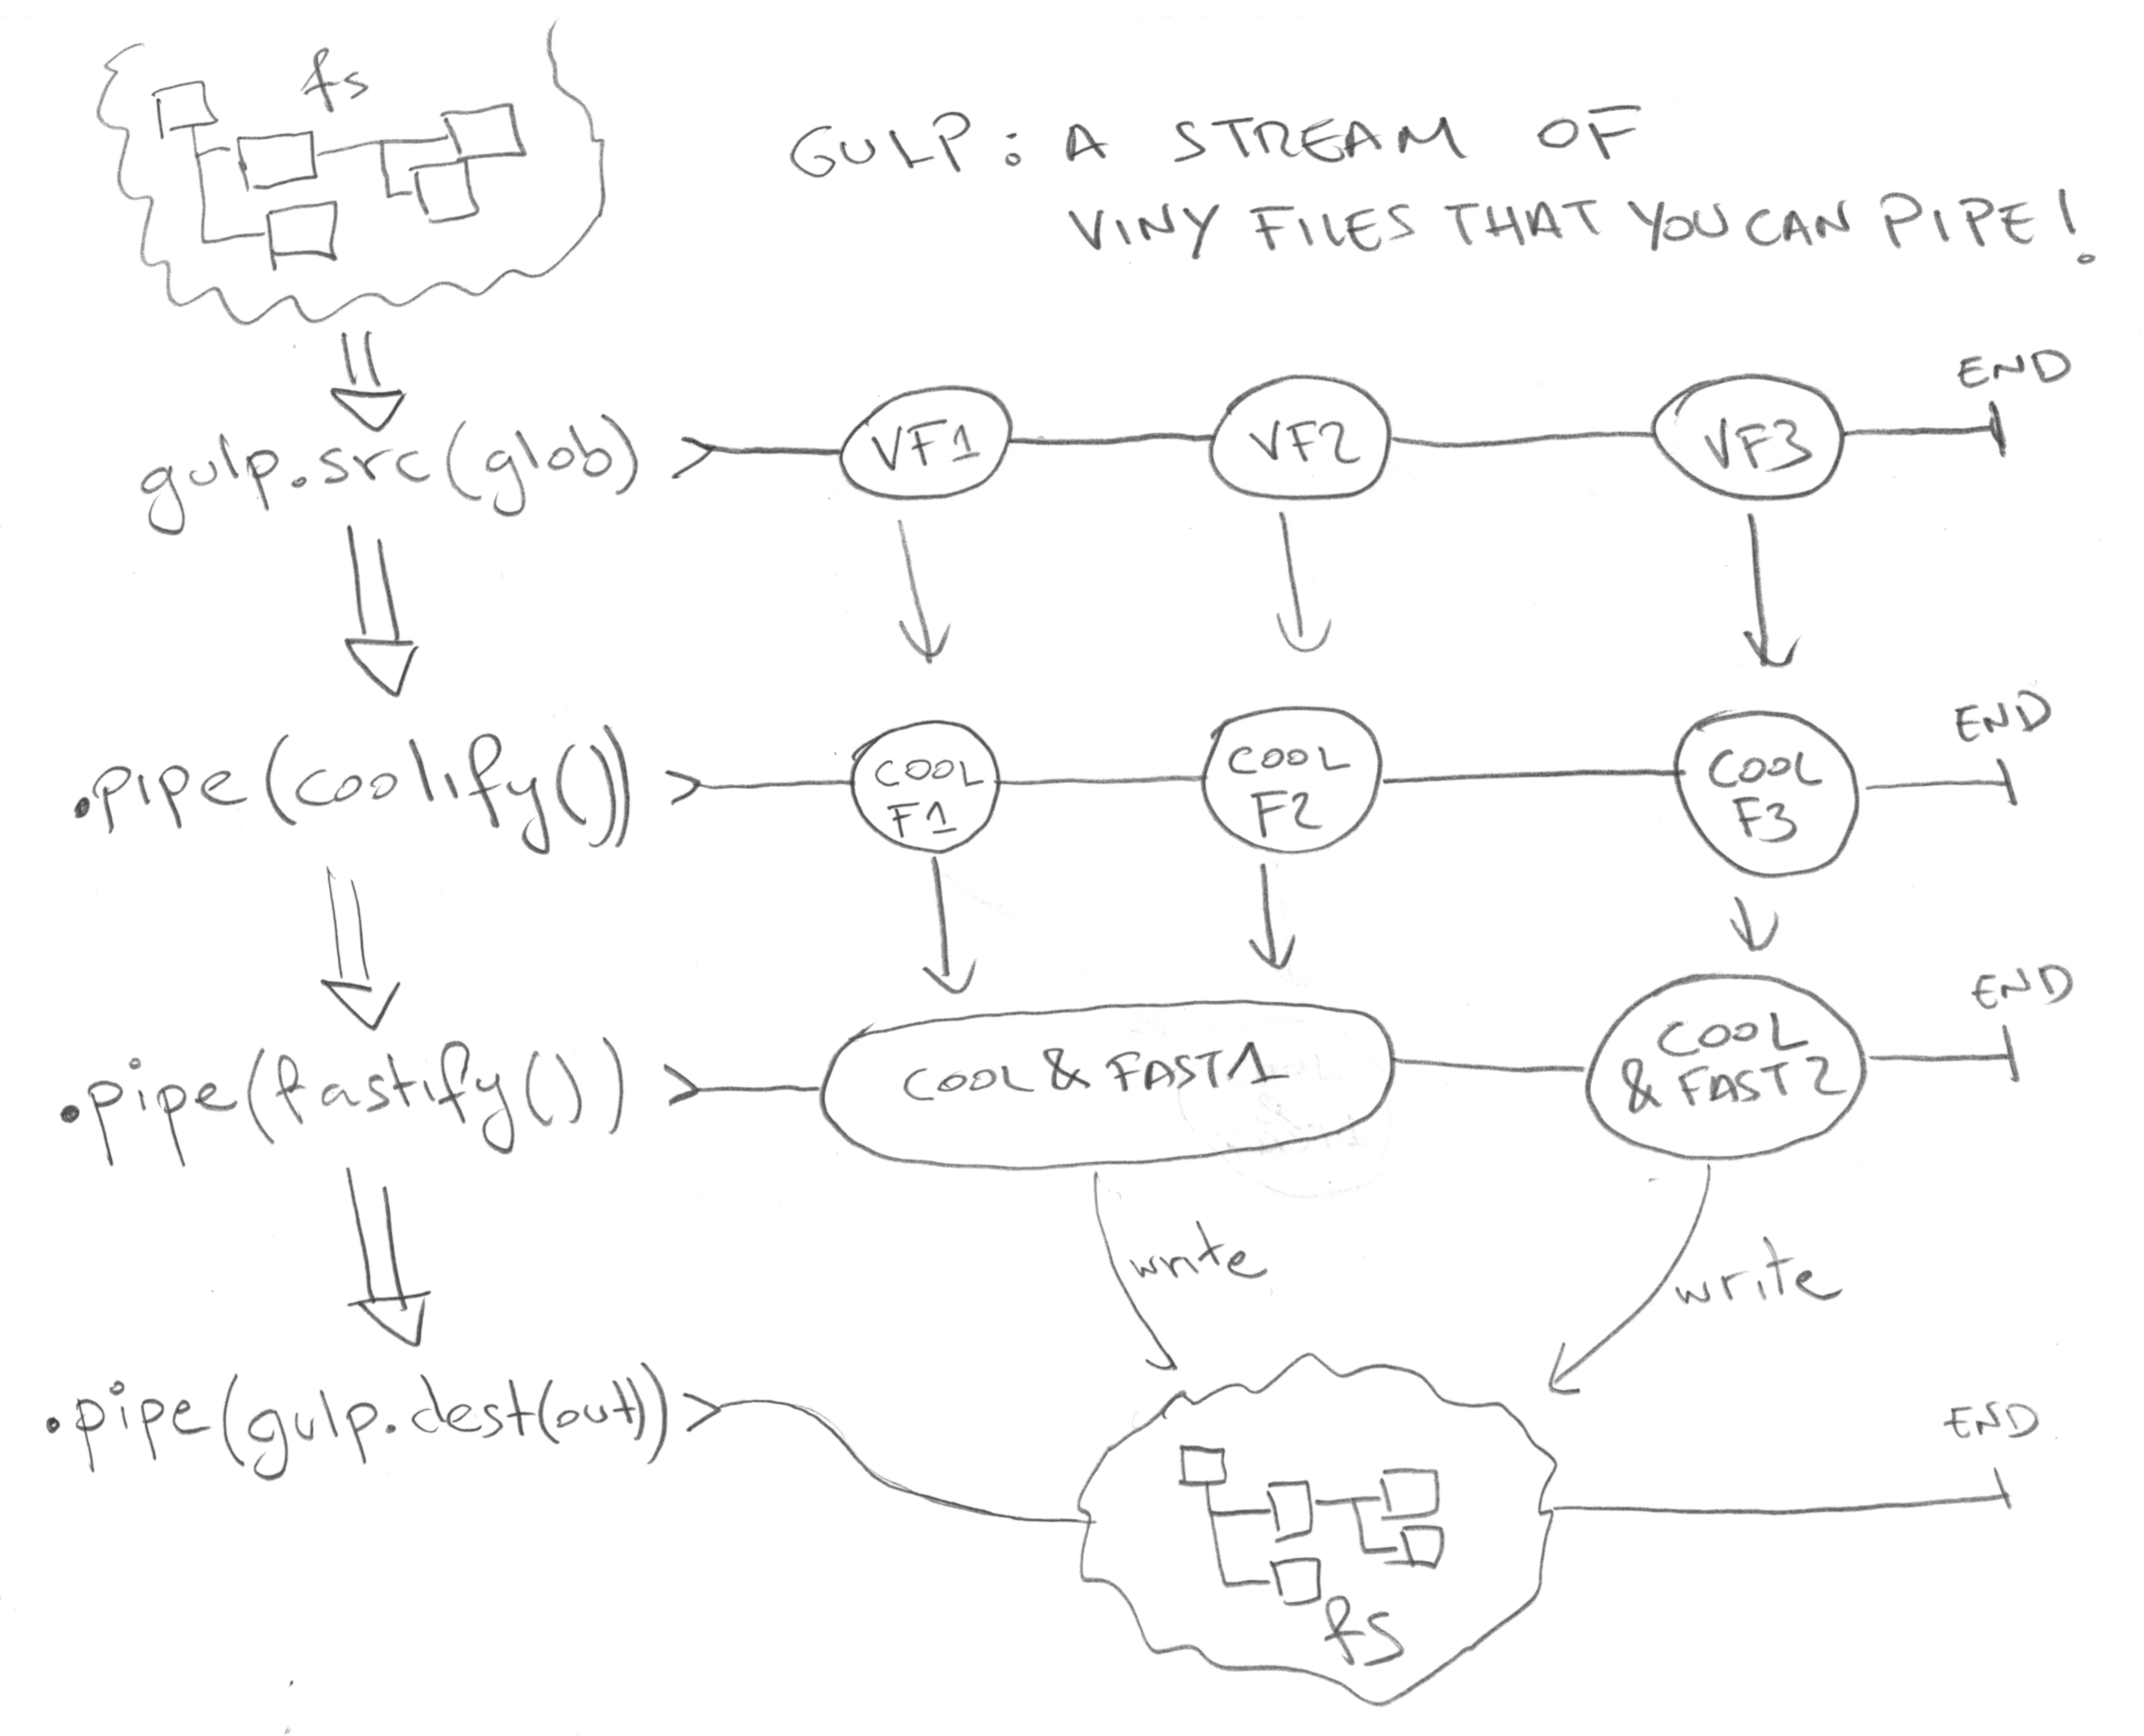 fs
GULP: A STREAM OF
VINY FILES THAT YOU CAN PIPE!
END
gulp.src(glob) > VF1 VF2 VF3
END
.pipe(coolify()) > COOL F1 COOL F2 COOL F3
END
.pipe(fastify()) > COOL & FAST1 COOL & FAST2
write
write
.pipe(gulp.dest(out)) >
END
fs